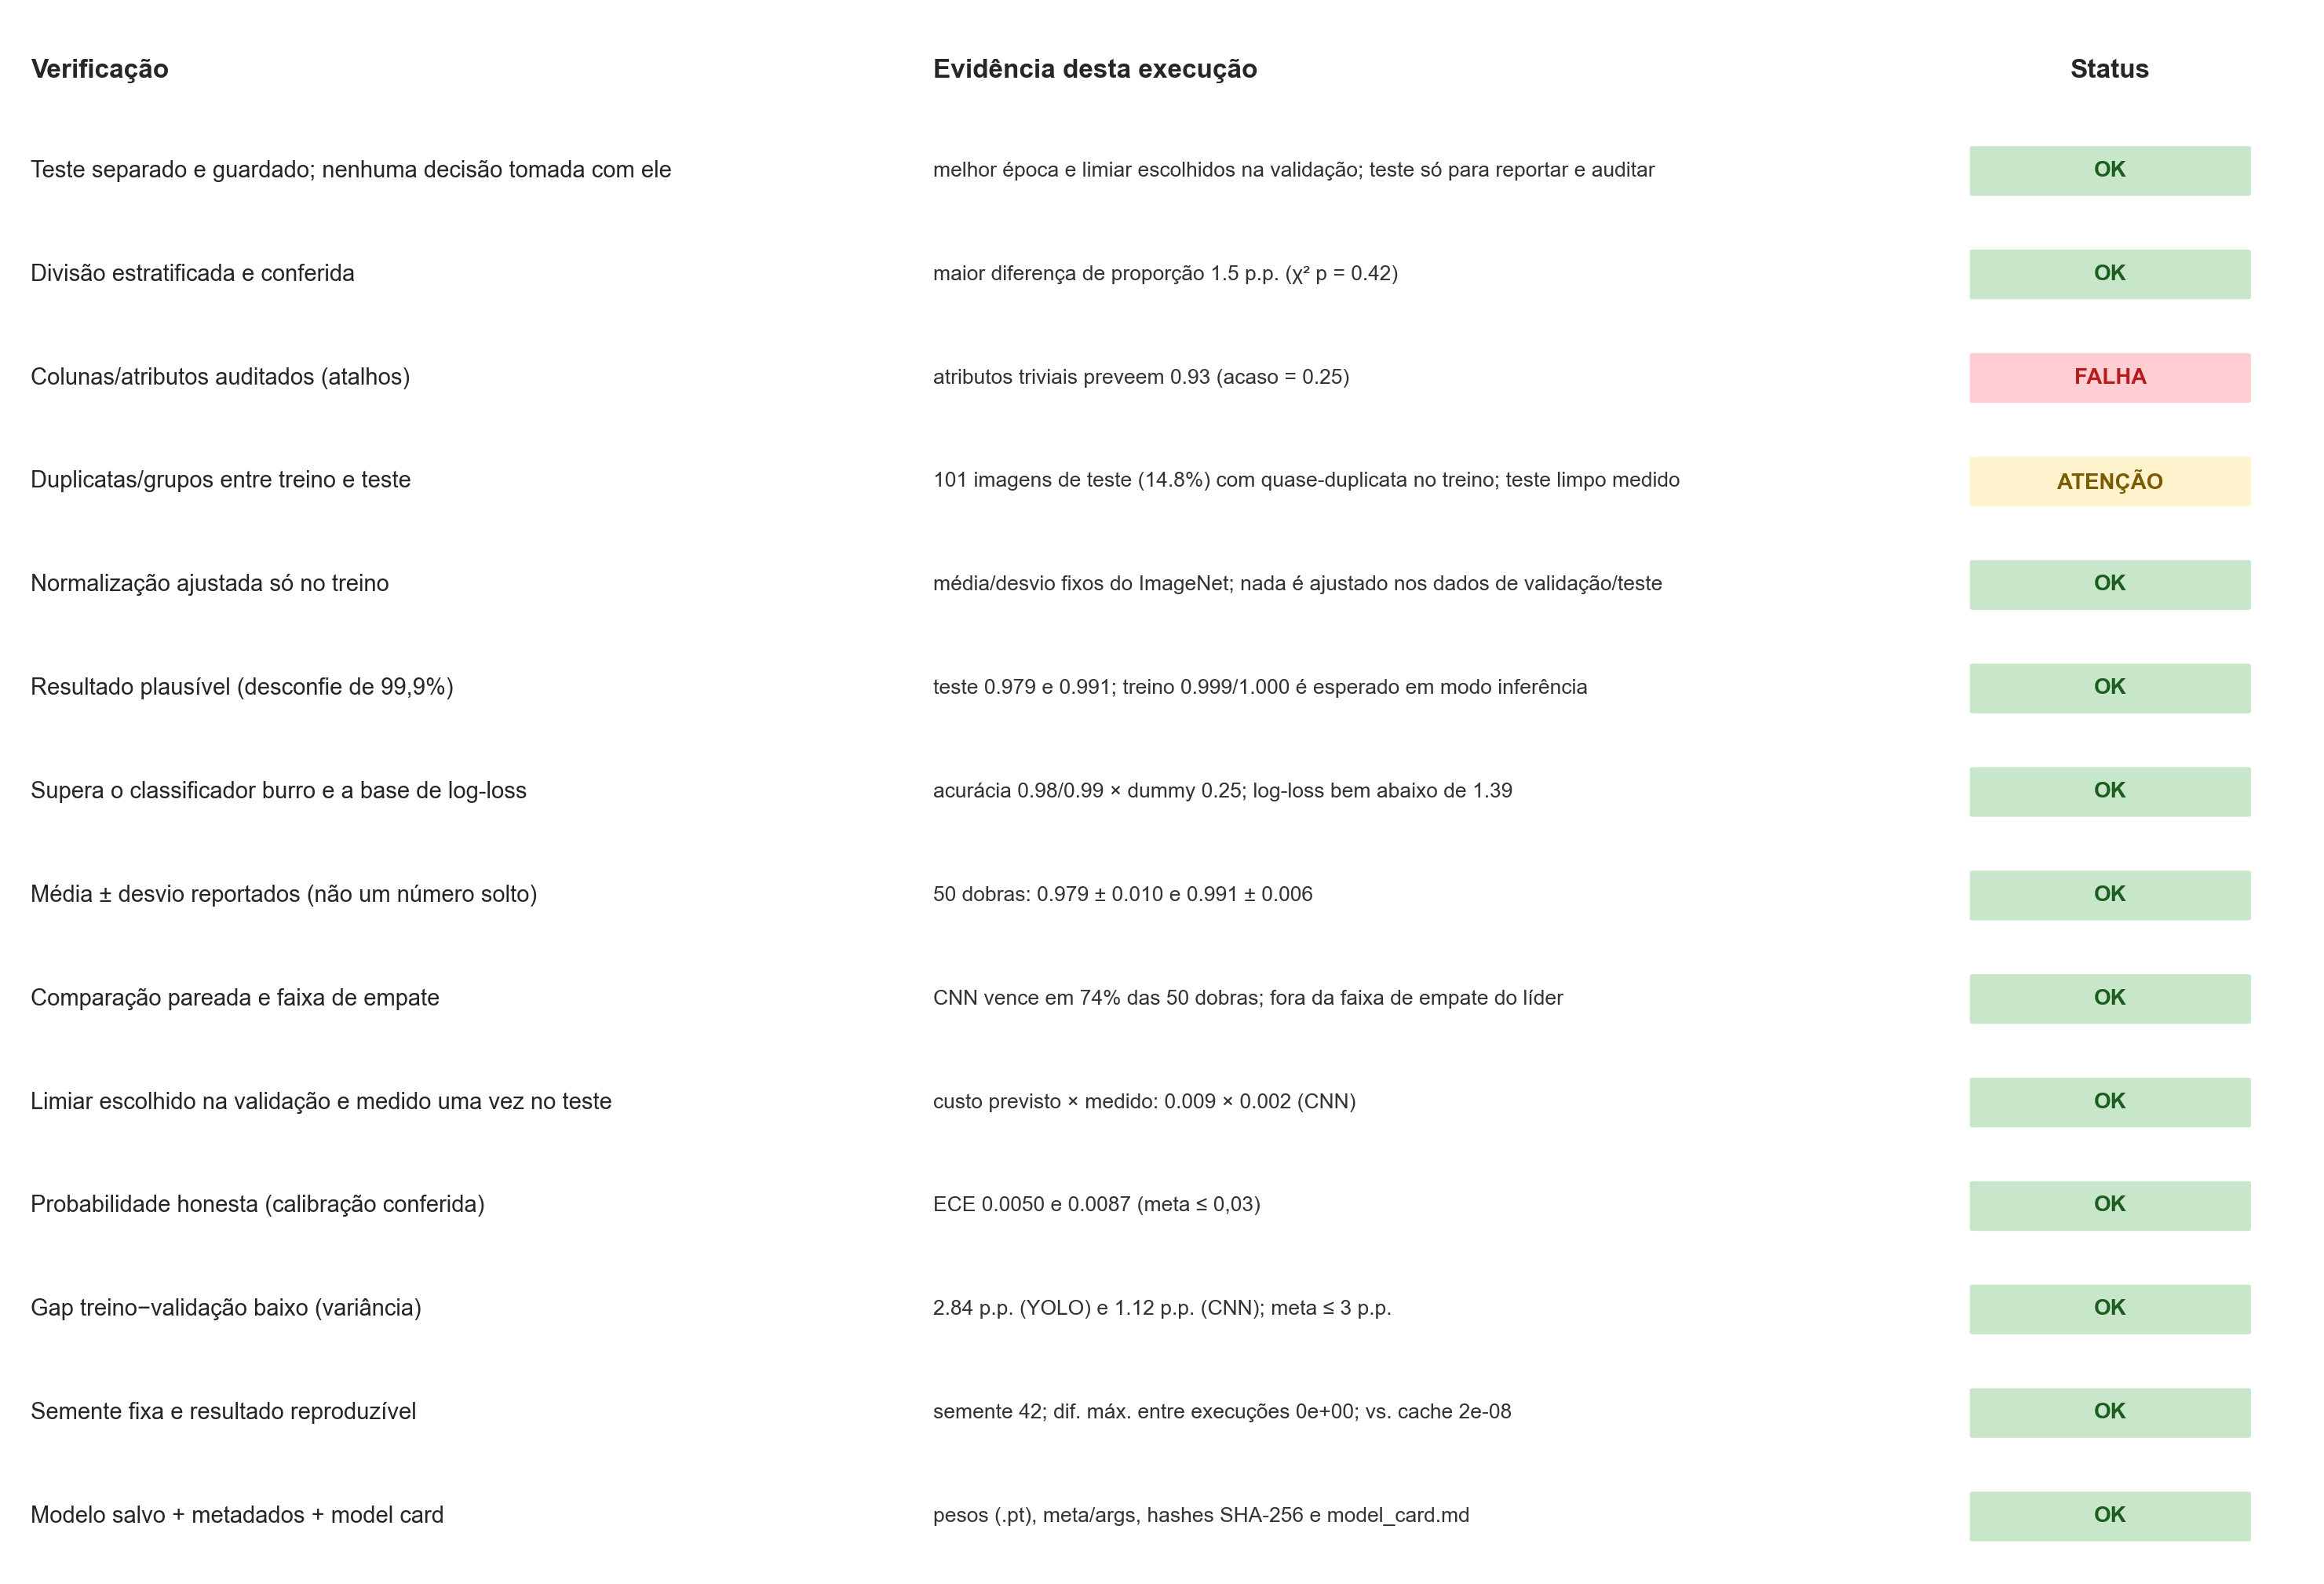 Verificação Evidência desta execução Status
Teste separado e guardado; nenhuma decisão tomada com ele melhor época e limiar escolhidos na validação; teste só para reportar e auditar OK
Divisão estratificada e conferida maior diferença de proporção 1.5 p.p. (χ² p = 0.42) OK
Colunas/atributos auditados (atalhos) atributos triviais preveem 0.93 (acaso = 0.25) FALHA
Duplicatas/grupos entre treino e teste 101 imagens de teste (14.8%) com quase-duplicata no treino; teste limpo medido ATENÇÃO
Normalização ajustada só no treino média/desvio fixos do ImageNet; nada é ajustado nos dados de validação/teste OK
Resultado plausível (desconfie de 99,9%) teste 0.979 e 0.991; treino 0.999/1.000 é esperado em modo inferência OK
Supera o classificador burro e a base de log-loss acurácia 0.98/0.99 × dummy 0.25; log-loss bem abaixo de 1.39 OK
Média ± desvio reportados (não um número solto) 50 dobras: 0.979 ± 0.010 e 0.991 ± 0.006 OK
Comparação pareada e faixa de empate CNN vence em 74% das 50 dobras; fora da faixa de empate do líder OK
Limiar escolhido na validação e medido uma vez no teste custo previsto × medido: 0.009 × 0.002 (CNN) OK
Probabilidade honesta (calibração conferida) ECE 0.0050 e 0.0087 (meta ≤ 0,03) OK
Gap treino−validação baixo (variância) 2.84 p.p. (YOLO) e 1.12 p.p. (CNN); meta ≤ 3 p.p. OK
Semente fixa e resultado reproduzível semente 42; dif. máx. entre execuções 0e+00; vs. cache 2e-08 OK
Modelo salvo + metadados + model card pesos (.pt), meta/args, hashes SHA-256 e model_card.md OK